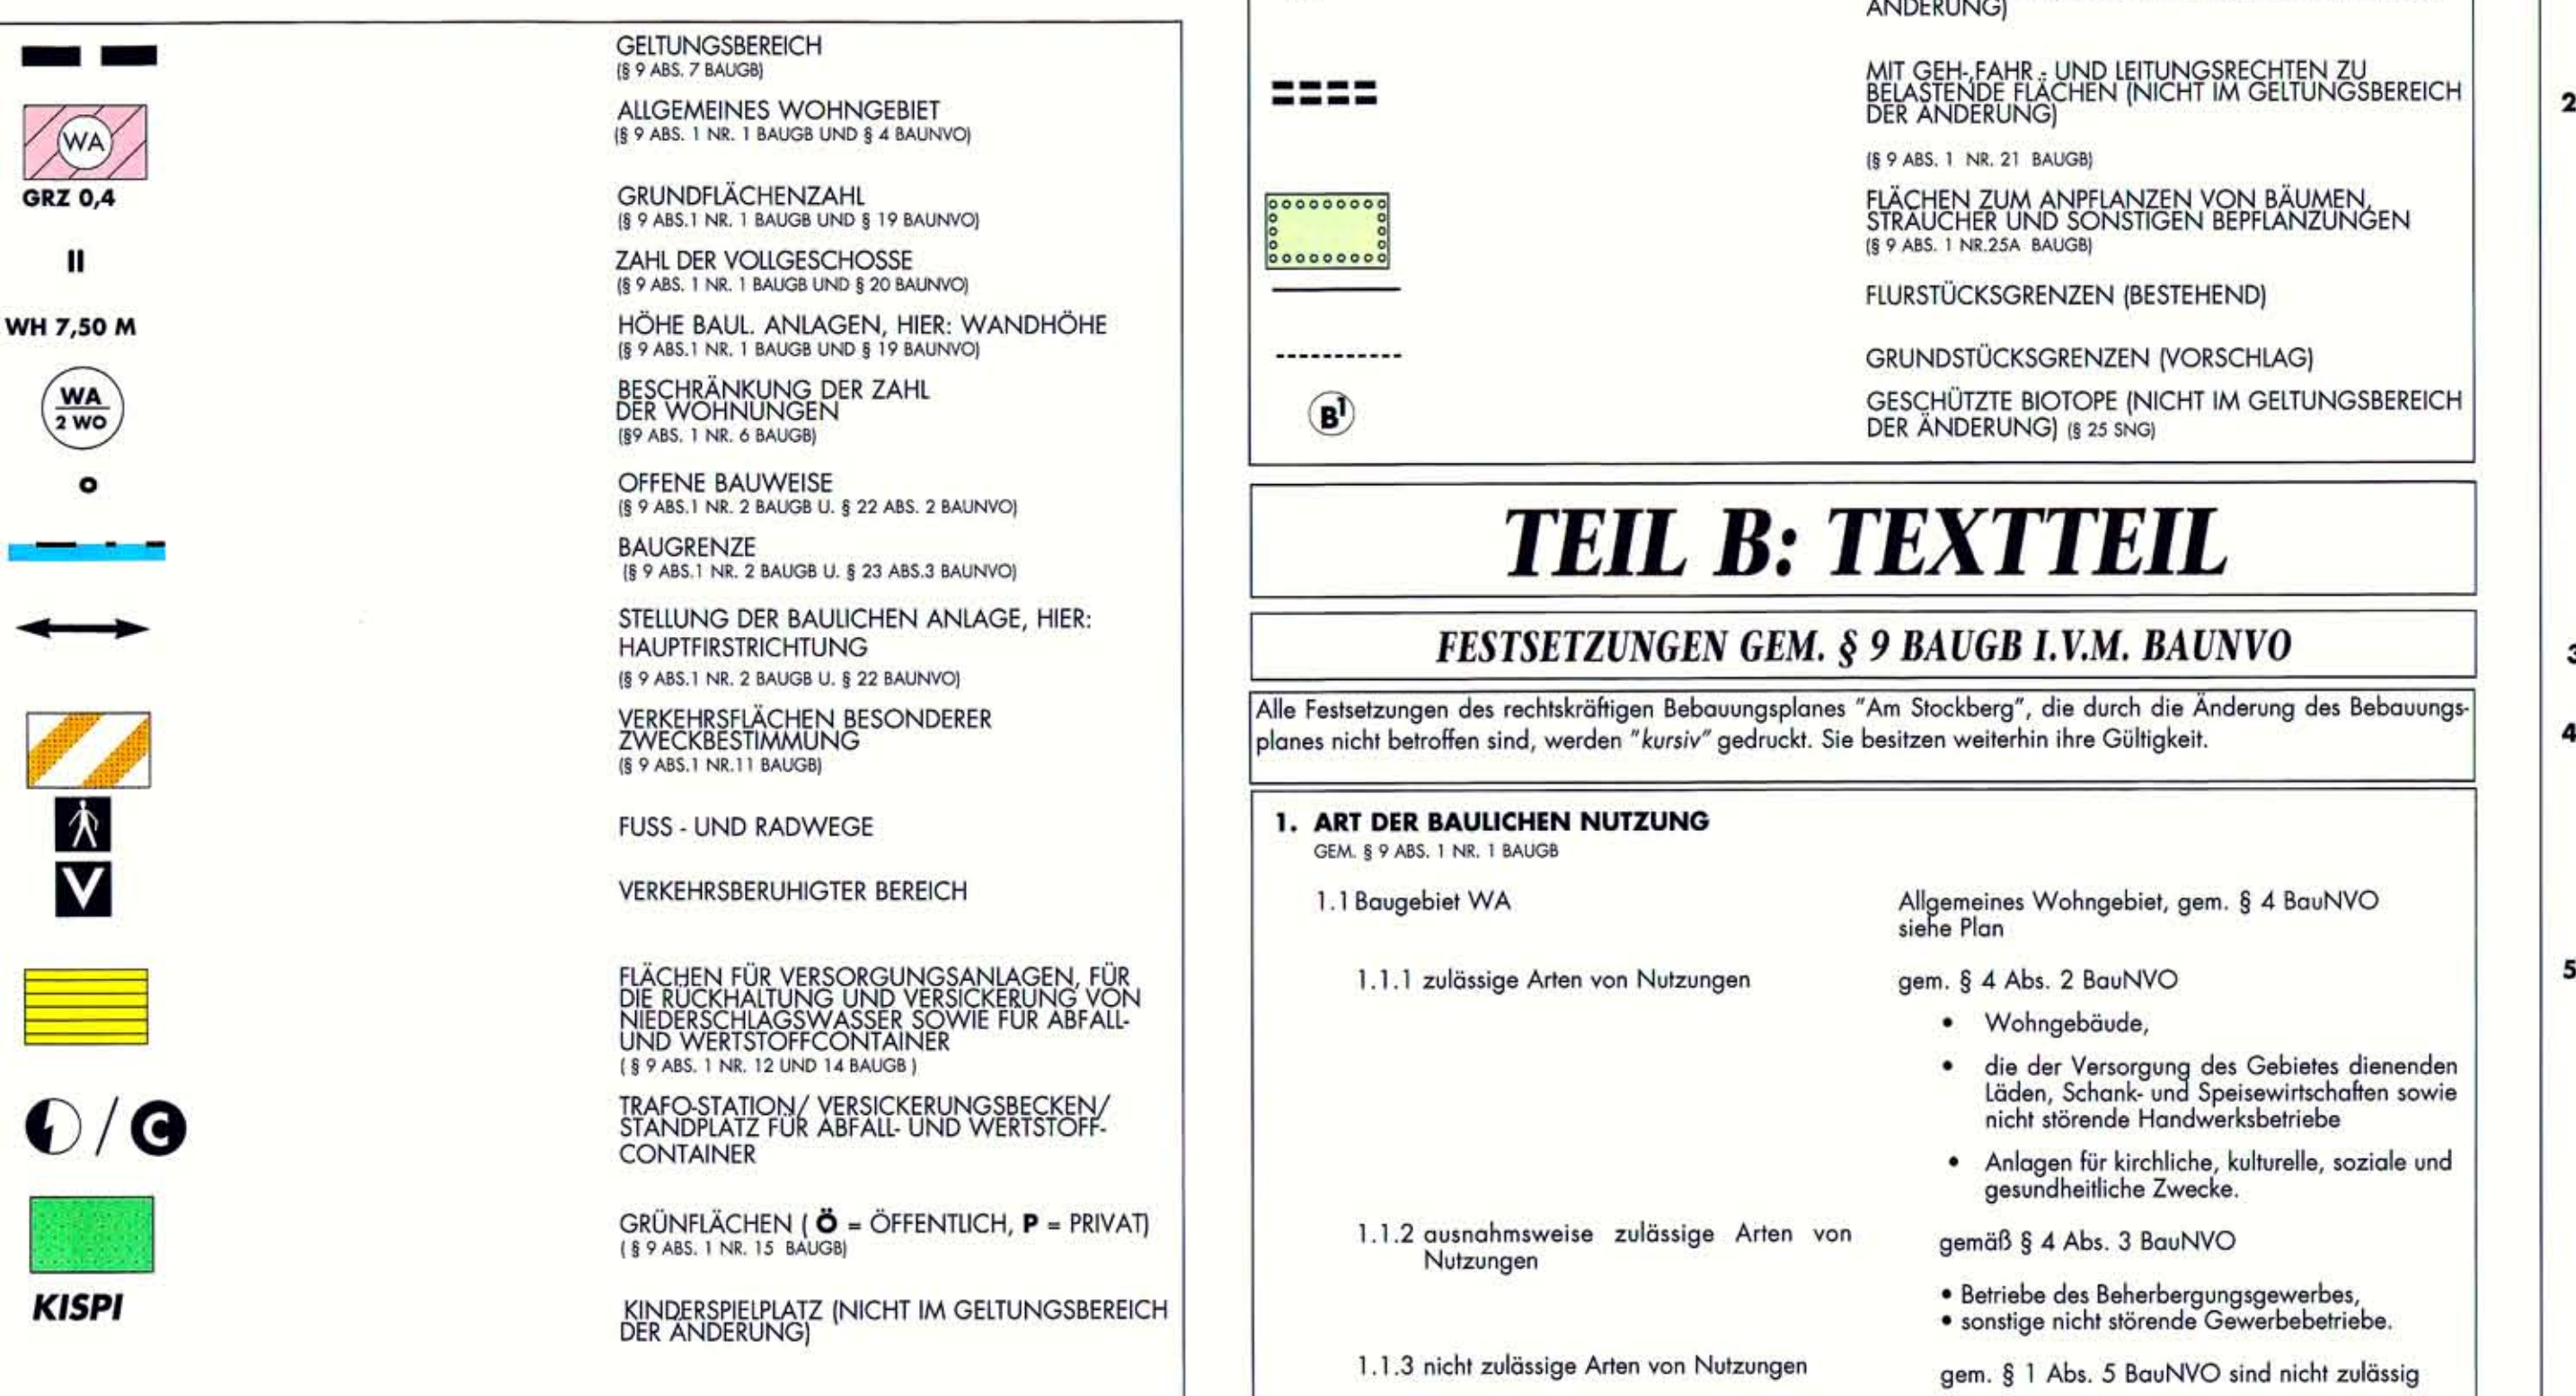 GELTUNGSBEREICH
(§ 9 ABS. 7 BAUGB)
WA
ALLGEMEINES WOHNGEBIET
(§ 9 ABS. 1 NR. 1 BAUGB UND § 4 BAUNVO)
GRZ 0,4
GRUNDFLÄCHENZAHL
(§ 9 ABS.1 NR. 1 BAUGB UND § 19 BAUNVO)
II
ZAHL DER VOLLGESCHOSSE
(§ 9 ABS. 1 NR. 1 BAUGB UND § 20 BAUNVO)
WH 7,50 M
HÖHE BAUL. ANLAGEN, HIER: WANDHÖHE
(§ 9 ABS.1 NR. 1 BAUGB UND § 19 BAUNVO)
WA
2 WO
BESCHRÄNKUNG DER ZAHL
DER WOHNUNGEN
(§9 ABS. 1 NR. 6 BAUGB)
o
OFFENE BAUWEISE
(§ 9 ABS.1 NR. 2 BAUGB U. § 22 ABS. 2 BAUNVO)
BAUGRENZE
(§ 9 ABS.1 NR. 2 BAUGB U. § 23 ABS.3 BAUNVO)
STELLUNG DER BAULICHEN ANLAGE, HIER:
HAUPTFIRSTRICHTUNG
(§ 9 ABS.1 NR. 2 BAUGB U. § 22 BAUNVO)
VERKEHRSFLÄCHEN BESONDERER
ZWECKBESTIMMUNG
(§ 9 ABS.1 NR.11 BAUGB)
FUSS - UND RADWEGE
V
VERKEHRSBERUHIGTER BEREICH
FLÄCHEN FÜR VERSORGUNGSANLAGEN, FÜR
DIE RÜCKHALTUNG UND VERSICKERUNG VON
NIEDERSCHLAGSWASSER SOWIE FÜR ABFALL-
UND WERTSTOFFCONTAINER
( § 9 ABS. 1 NR. 12 UND 14 BAUGB )
/ C
TRAFO-STATION/ VERSICKERUNGSBECKEN/
STANDPLATZ FÜR ABFALL- UND WERTSTOFF-
CONTAINER
GRÜNFLÄCHEN ( Ö = ÖFFENTLICH, P = PRIVAT)
( § 9 ABS. 1 NR. 15 BAUGB)
KISPI
KINDERSPIELPLATZ (NICHT IM GELTUNGSBEREICH
DER ÄNDERUNG)
ÄNDERUNG)
MIT GEH-,FAHR - UND LEITUNGSRECHTEN ZU
BELASTENDE FLÄCHEN (NICHT IM GELTUNGSBEREICH
DER ÄNDERUNG)
(§ 9 ABS. 1 NR. 21 BAUGB)
FLÄCHEN ZUM ANPFLANZEN VON BÄUMEN,
STRÄUCHER UND SONSTIGEN BEPFLANZUNGEN
(§ 9 ABS. 1 NR.25A BAUGB)
FLURSTÜCKSGRENZEN (BESTEHEND)
GRUNDSTÜCKSGRENZEN (VORSCHLAG)
B1
GESCHÜTZTE BIOTOPE (NICHT IM GELTUNGSBEREICH
DER ÄNDERUNG) (§ 25 SNG)
TEIL B: TEXTTEIL
FESTSETZUNGEN GEM. § 9 BAUGB I.V.M. BAUNVO
Alle Festsetzungen des rechtskräftigen Bebauungsplanes "Am Stockberg", die durch die Änderung des Bebauungs-
planes nicht betroffen sind, werden "kursiv" gedruckt. Sie besitzen weiterhin ihre Gültigkeit.
1. ART DER BAULICHEN NUTZUNG
GEM. § 9 ABS. 1 NR. 1 BAUGB
1.1 Baugebiet WA
Allgemeines Wohngebiet, gem. § 4 BauNVO
siehe Plan
1.1.1 zulässige Arten von Nutzungen
gem. § 4 Abs. 2 BauNVO
• Wohngebäude,
• die der Versorgung des Gebietes dienenden
Läden, Schank- und Speisewirtschaften sowie
nicht störende Handwerksbetriebe
• Anlagen für kirchliche, kulturelle, soziale und
gesundheitliche Zwecke.
1.1.2 ausnahmsweise zulässige Arten von
Nutzungen
gemäß § 4 Abs. 3 BauNVO
• Betriebe des Beherbergungsgewerbes,
• sonstige nicht störende Gewerbebetriebe.
1.1.3 nicht zulässige Arten von Nutzungen
gem. § 1 Abs. 5 BauNVO sind nicht zulässig
2
4
5